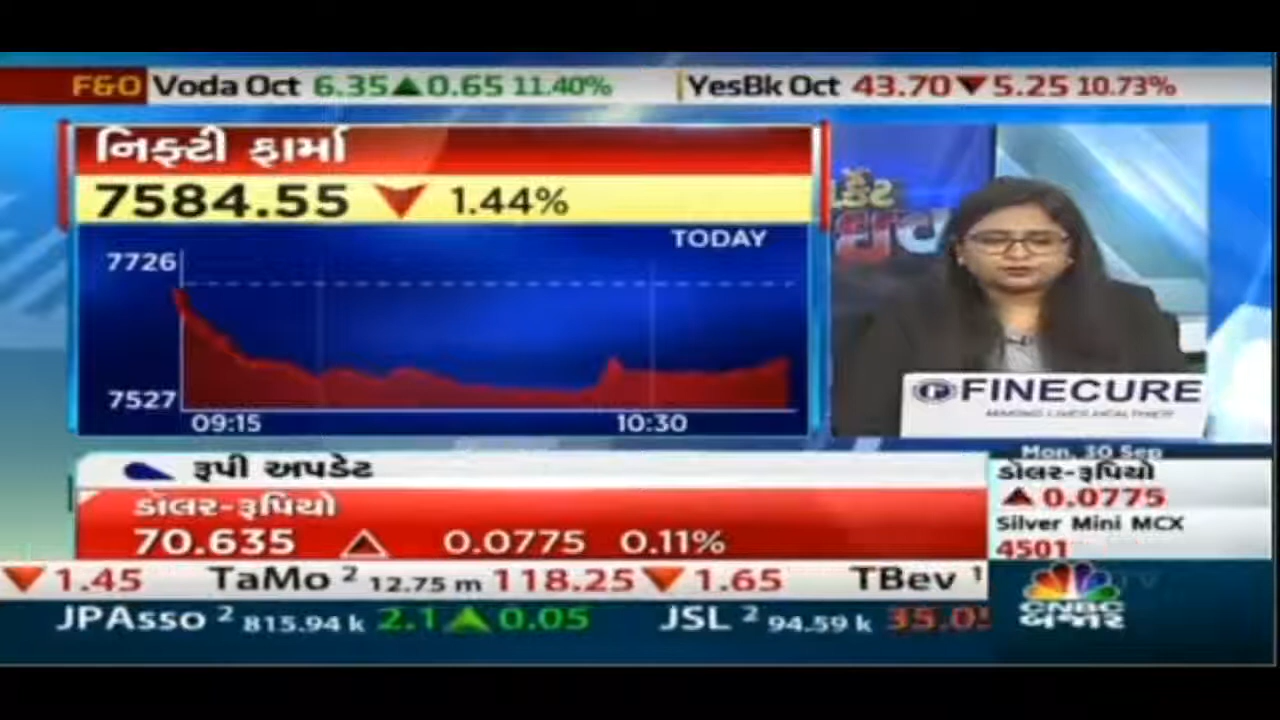 F&O Voda Oct 6.35▲0.65 11.40% YesBk Oct 43.70▼5.25 10.73%
નિફ્ટી ફાર્મા
7584.55 ▼ 1.44%
TODAY
7726
7527
09:15 10:30
FINECURE
રૂપી અપડેટ
ડોલર-રૂપિયો
70.635 △ 0.0775 0.11%
Mon, 30 Sep
ડોલર-રૂપિયો
▲ 0.0775
Silver Mini MCX
4501
▼ 1.45 TaMo 2 12.75 m 118.25 ▼ 1.65 TBev 1
JPAsso 2 815.94 k 2.1 ▲ 0.05 JSL 2 94.59 k
CNBC
બજાર